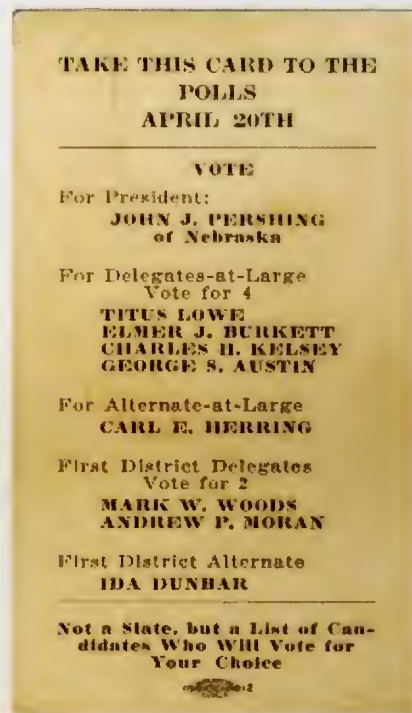 TAKE THIS CARD TO THE
POLLS
APRIL 20TH
VOTE
For President:
JOHN J. PERSHING
of Nebraska
For Delegates-at-Large
Vote for 4
TITUS LOWE
ELMER J. BURKETT
CHARLES H. KELSEY
GEORGE S. AUSTIN
For Alternate-at-Large
CARL E. HERRING
First District Delegates
Vote for 2
MARK W. WOODS
ANDREW P. MORAN
First District Alternate
IDA DUNBAR
Not a Slate, but a List of Can-
didates Who Will Vote for
Your Choice